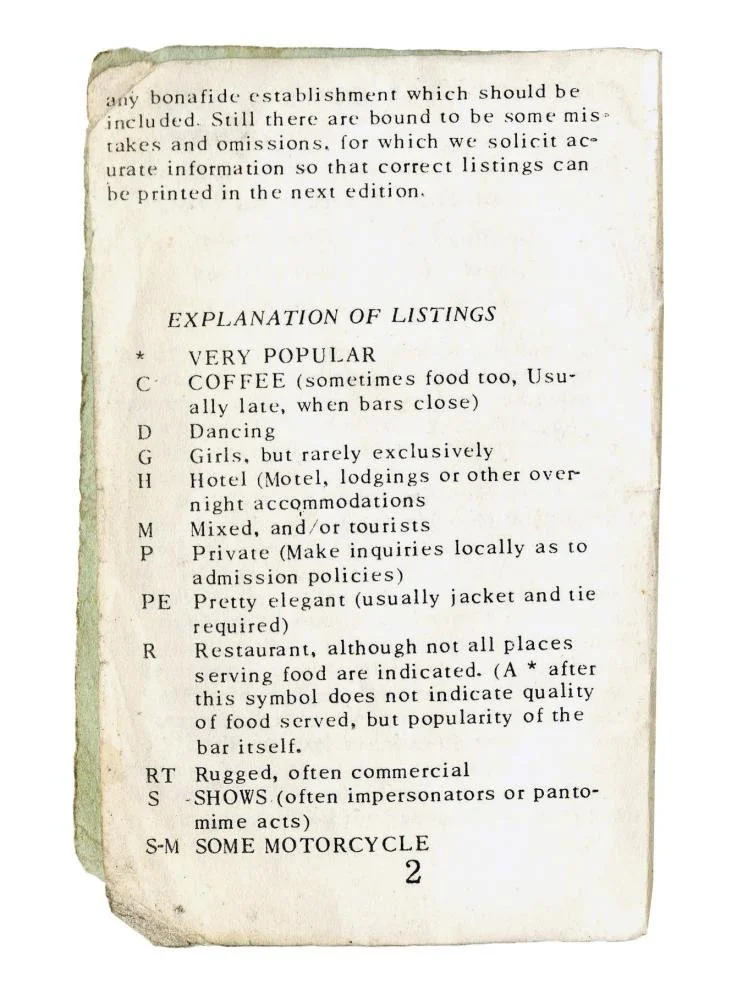 any bonafide establishment which should be
included. Still there are bound to be some mis-
takes and omissions, for which we solicit ac-
urate information so that correct listings can
be printed in the next edition.
EXPLANATION OF LISTINGS
* VERY POPULAR
C COFFEE (sometimes food too, Usu-
ally late, when bars close)
D Dancing
G Girls, but rarely exclusively
H Hotel (Motel, lodgings or other over-
night accommodations
M Mixed, and/or tourists
P Private (Make inquiries locally as to
admission policies)
PE Pretty elegant (usually jacket and tie
required)
R Restaurant, although not all places
serving food are indicated. (A * after
this symbol does not indicate quality
of food served, but popularity of the
bar itself.
RT Rugged, often commercial
S -SHOWS (often impersonators or panto-
mime acts)
S-M SOME MOTORCYCLE
2